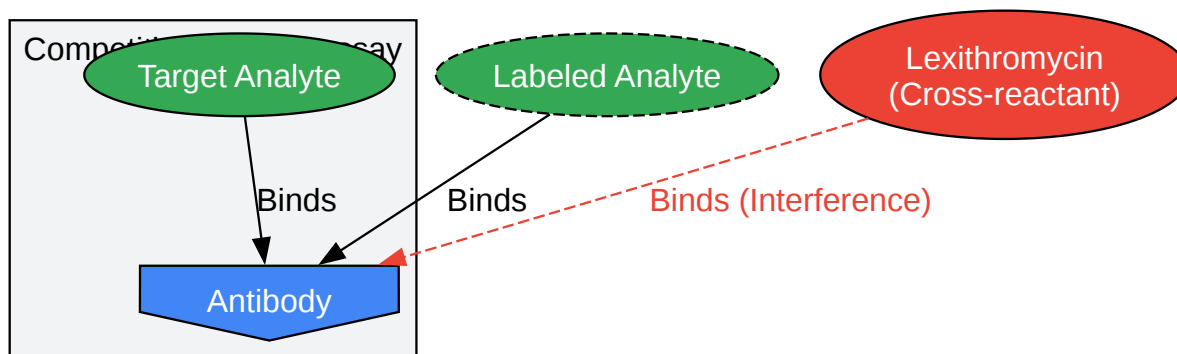 Target Analyte
Labeled Analyte
Lexithromycin
(Cross-reactant)
Binds
Binds
Binds (Interference)
Antibody